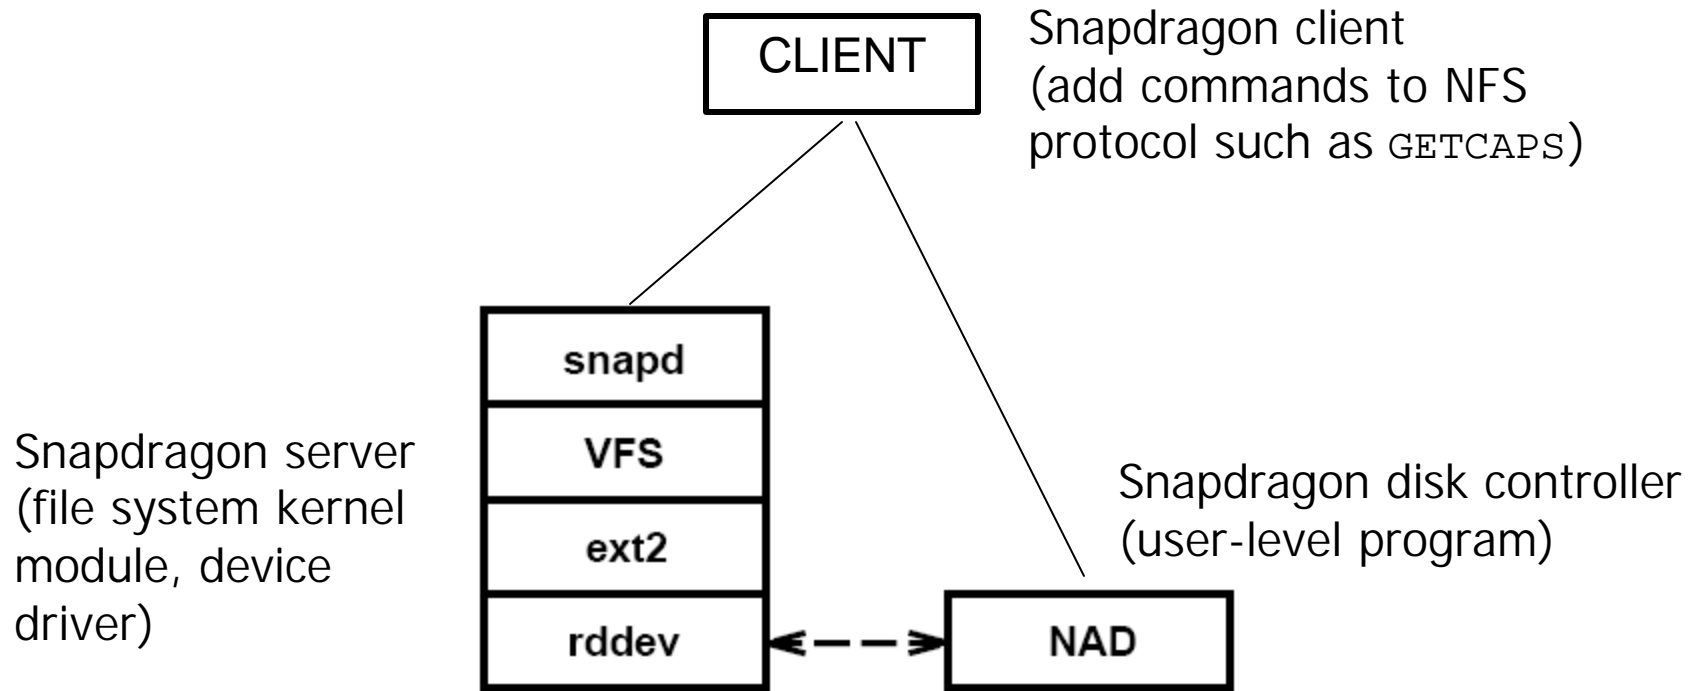 CLIENT
Snapdragon client
(add commands to NFS
protocol such as GETCAPS)
snapd
VFS
ext2
rddev
Snapdragon server
(file system kernel
module, device
driver)
Snapdragon disk controller
(user-level program)
NAD